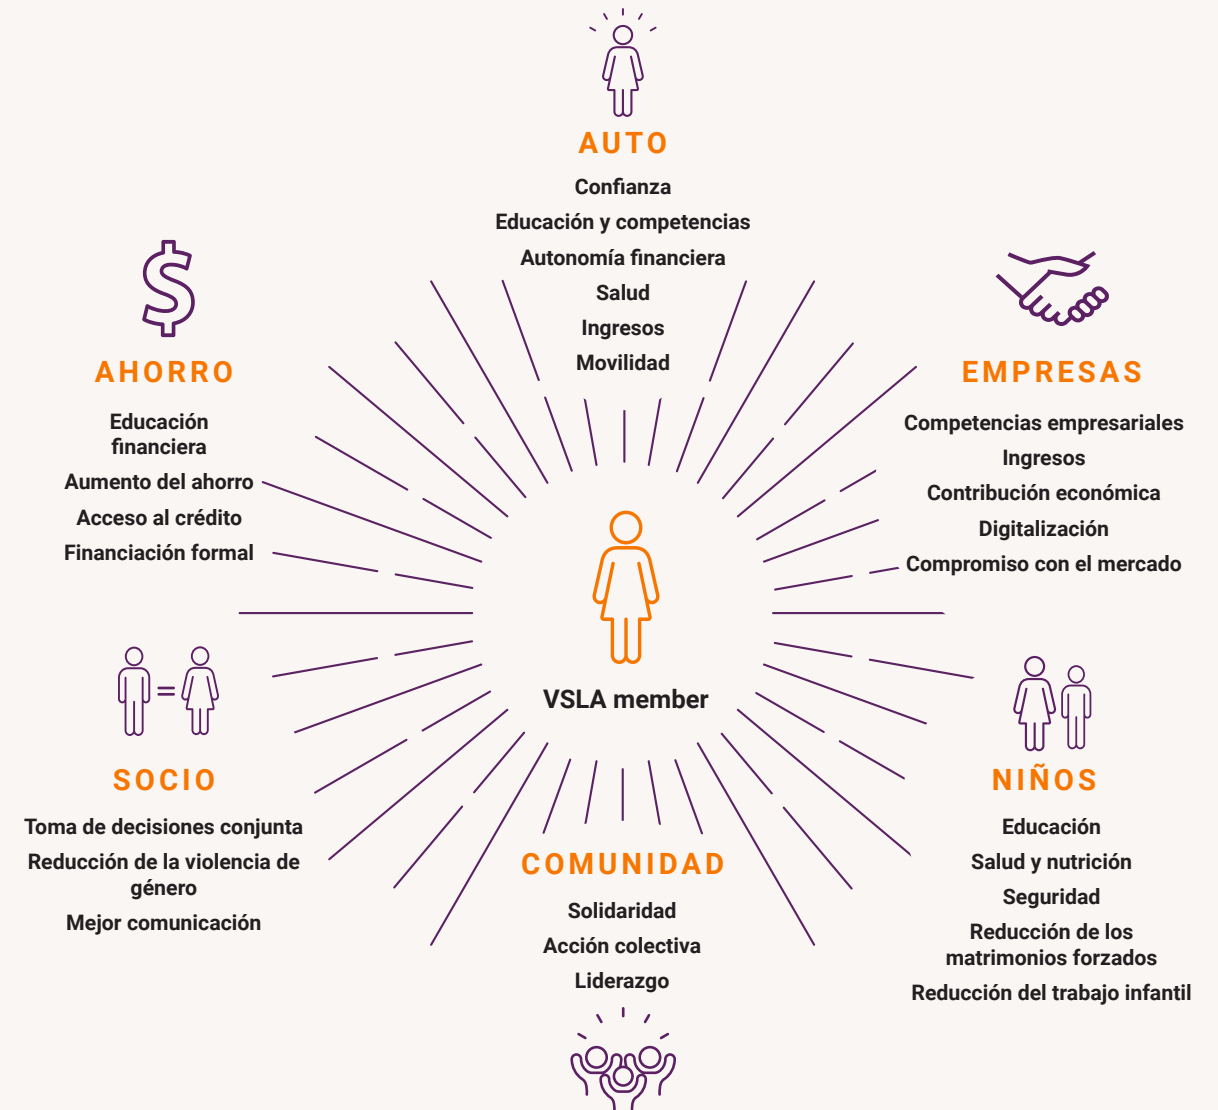 AUTO
Confianza
Educación y competencias
Autonomía financiera
Salud
Ingresos
Movilidad
AHORRO
Educación
financiera
Aumento del ahorro
Acceso al crédito
Financiación formal
EMPRESAS
Competencias empresariales
Ingresos
Contribución económica
Digitalización
Compromiso con el mercado
VSLA member
SOCIO
Toma de decisiones conjunta
Reducción de la violencia de
género
Mejor comunicación
COMUNIDAD
Solidaridad
Acción colectiva
Liderazgo
NIÑOS
Educación
Salud y nutrición
Seguridad
Reducción de los
matrimonios forzados
Reducción del trabajo infantil